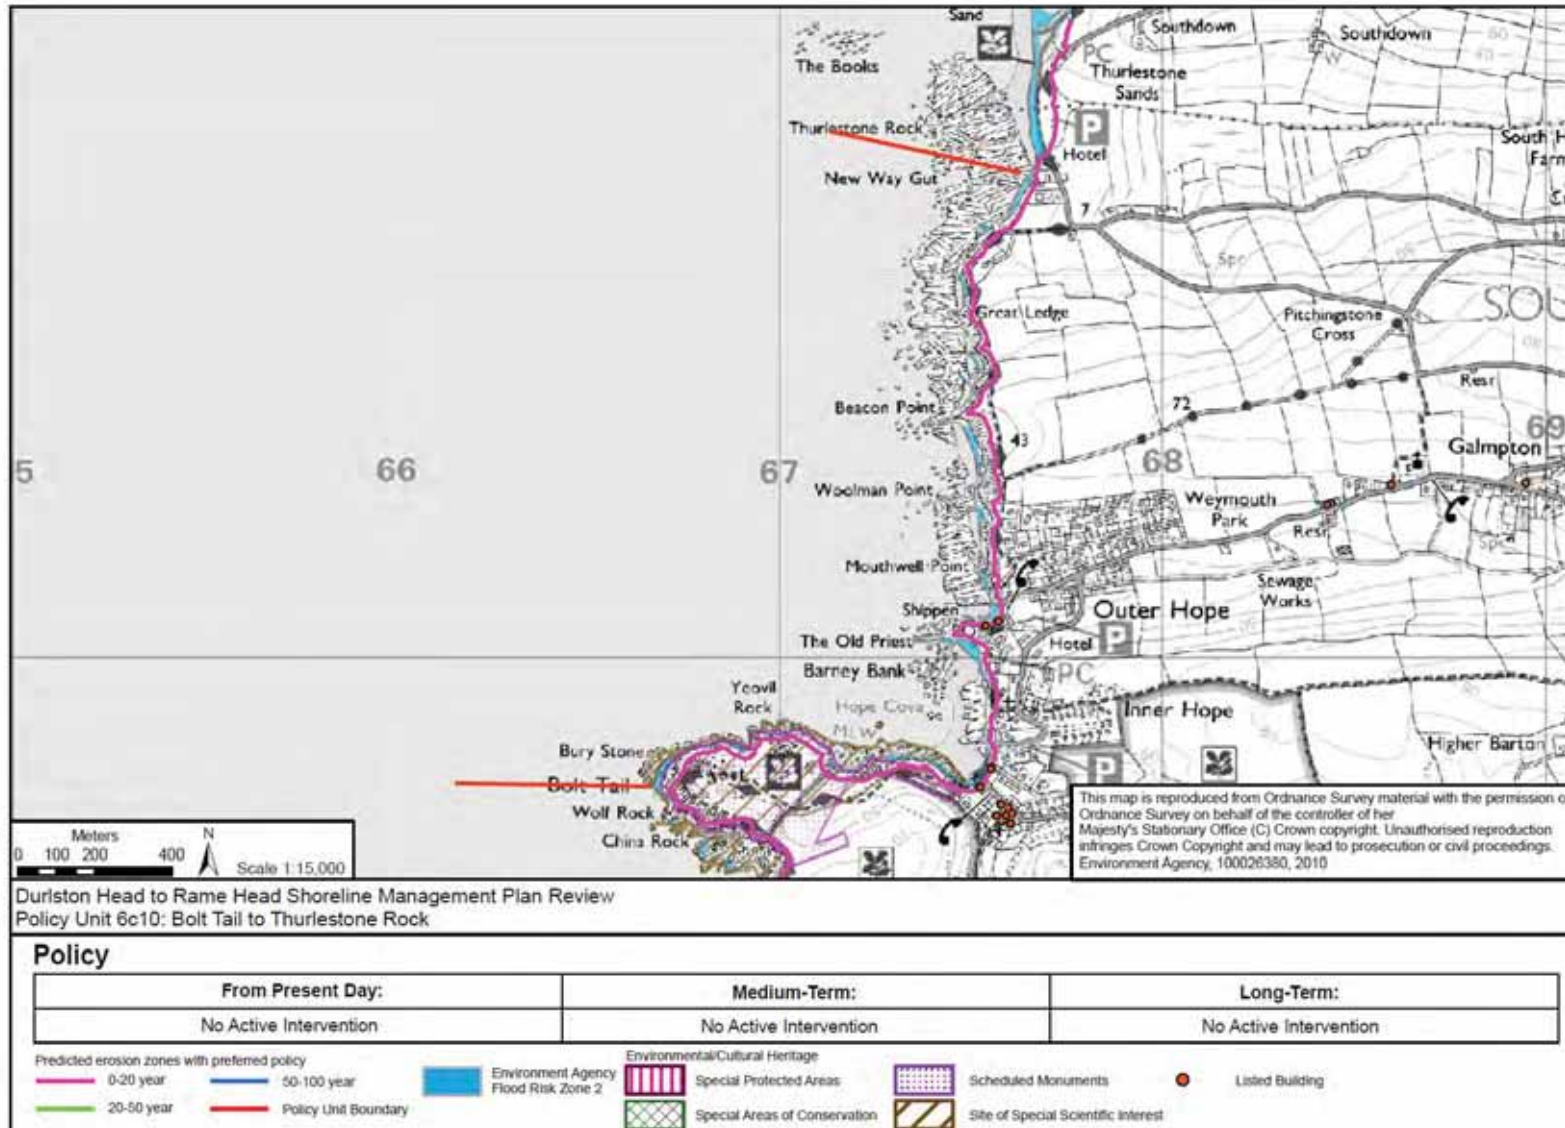 Sand
Southdown
Southdown
The Books
PC
W
Thurlestone
Sands
Thurlestone Rock
P
Hotel
South H
Farm
New Way Gut
7
Spr
Great Ledge
Pitchingstone
Cross
SOU
Resr
Beacon Point
72
43
69
Galmpton
5
66
67
68
Woolman Point
Weymouth
Park
Resr
Spr
Mouthwell Point
Sewage
Works
Shippen
Outer Hope
The Old Priest
Hotel
P
Barney Bank
PC
Yeovil
Rock
Hope Cove
Inner Hope
MLW
Bury Stone
Higher Barton
Bolt Tail
P
Wolf Rock
China Rock
This map is reproduced from Ordnance Survey material with the permission o
Ordnance Survey on behalf of the controller of her
Majesty's Stationary Office (C) Crown copyright. Unauthorised reproduction
infringes Crown Copyright and may lead to prosecution or civil proceedings.
Environment Agency, 100026380, 2010
Meters
0 100 200 400
N
Scale 1:15,000
Durlston Head to Rame Head Shoreline Management Plan Review
Policy Unit 6c10: Bolt Tail to Thurlestone Rock
Policy
From Present Day: Medium-Term: Long-Term:
No Active Intervention No Active Intervention No Active Intervention
Predicted erosion zones with preferred policy
0-20 year
50-100 year
20-50 year
Policy Unit Boundary
Environment Agency
Flood Risk Zone 2
Environmental/Cultural Heritage
Special Protected Areas
Scheduled Monuments
Listed Building
Special Areas of Conservation
Site of Special Scientific Interest